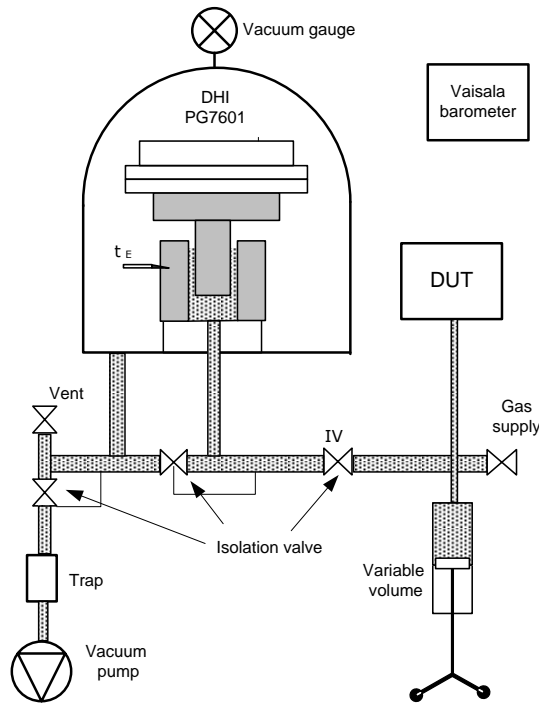 Vacuum gauge
DHI
PG7601
Vaisala
barometer
t E
DUT
Vent
IV
Gas
supply
Isolation valve
Trap
Variable
volume
Vacuum
pump